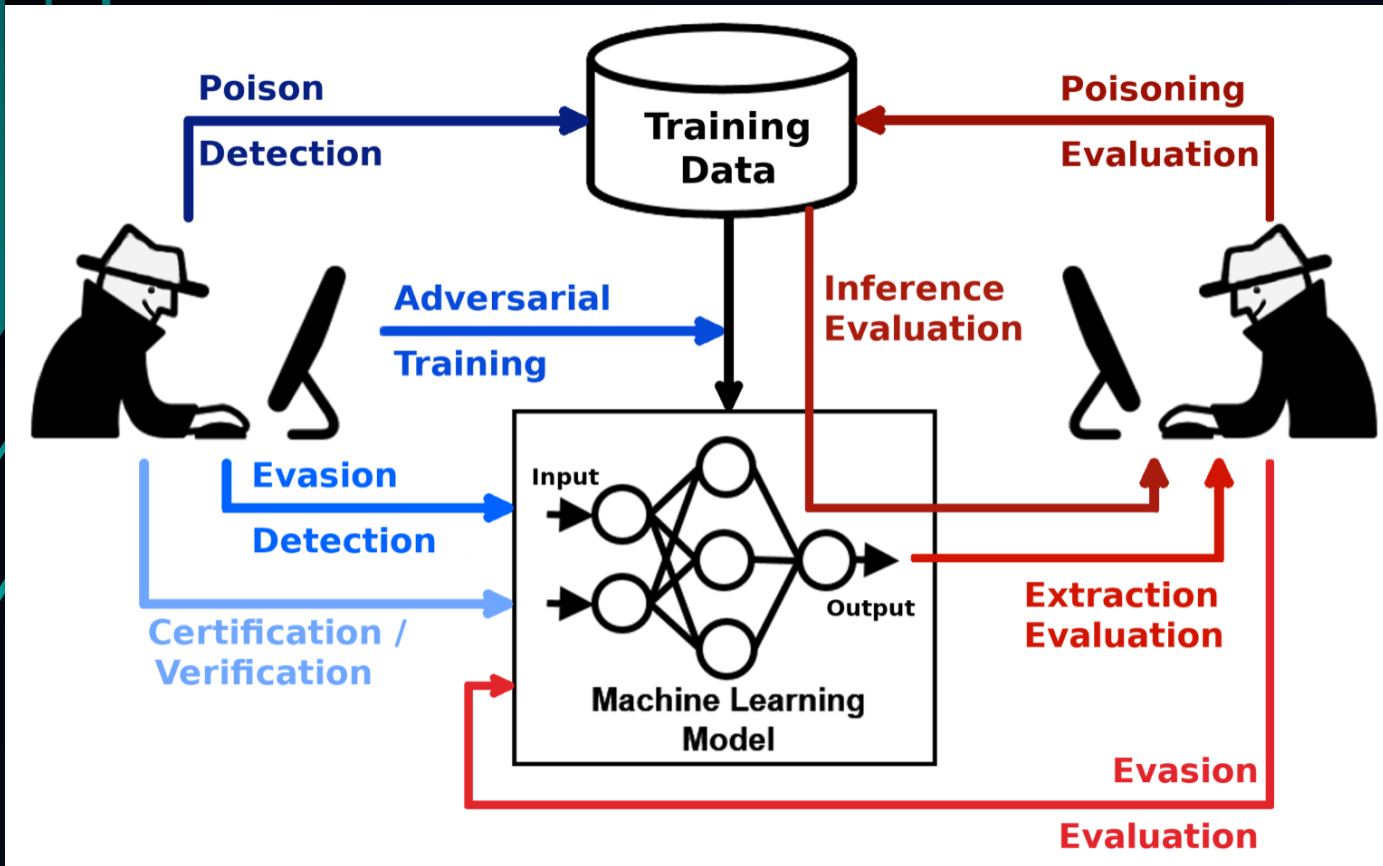 Poison
Detection
Training
Data
Poisoning
Evaluation
Adversarial
Training
Inference
Evaluation
Evasion
Detection
Certification /
Verification
Input
Output
Machine Learning
Model
Extraction
Evaluation
Evasion
Evaluation